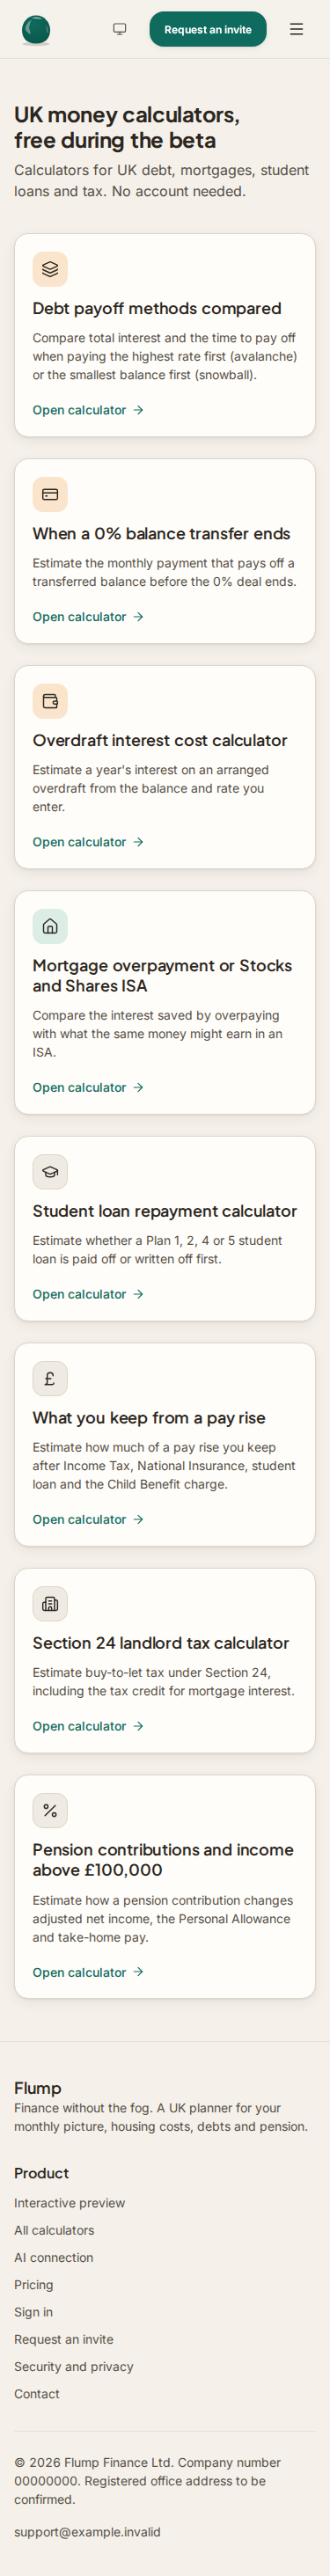 Request an invite
UK money calculators,
free during the beta
Calculators for UK debt, mortgages, student
loans and tax. No account needed.
Debt payoff methods compared
Compare total interest and the time to pay off
when paying the highest rate first (avalanche)
or the smallest balance first (snowball).
Open calculator
When a 0% balance transfer ends
Estimate the monthly payment that pays off a
transferred balance before the 0% deal ends.
Open calculator
Overdraft interest cost calculator
Estimate a year's interest on an arranged
overdraft from the balance and rate you
enter.
Open calculator
Mortgage overpayment or Stocks
and Shares ISA
Compare the interest saved by overpaying
with what the same money might earn in an
ISA.
Open calculator
Student loan repayment calculator
Estimate whether a Plan 1, 2, 4 or 5 student
loan is paid off or written off first.
Open calculator
£
What you keep from a pay rise
Estimate how much of a pay rise you keep
after Income Tax, National Insurance, student
loan and the Child Benefit charge.
Open calculator
Section 24 landlord tax calculator
Estimate buy-to-let tax under Section 24,
including the tax credit for mortgage interest.
Open calculator
%
Pension contributions and income
above £100,000
Estimate how a pension contribution changes
adjusted net income, the Personal Allowance
and take-home pay.
Open calculator
Flump
Finance without the fog. A UK planner for your
monthly picture, housing costs, debts and pension.
Product
Interactive preview
All calculators
AI connection
Pricing
Sign in
Request an invite
Security and privacy
Contact
© 2026 Flump Finance Ltd. Company number
00000000. Registered office address to be
confirmed.
support@example.invalid